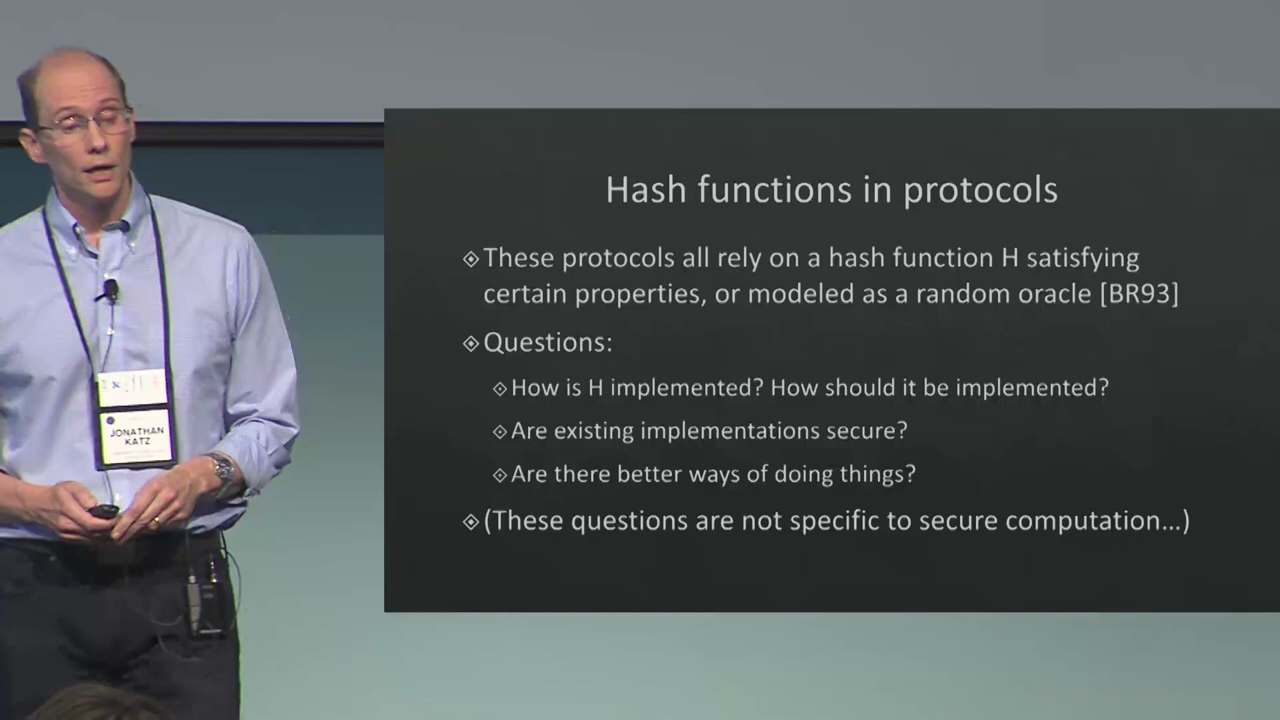 Hash functions in protocols
These protocols all rely on a hash function H satisfying
certain properties, or modeled as a random oracle [BR93]
Questions:
How is H implemented? How should it be implemented?
Are existing implementations secure?
Are there better ways of doing things?
(These questions are not specific to secure computation...)
JONATHAN
KATZ